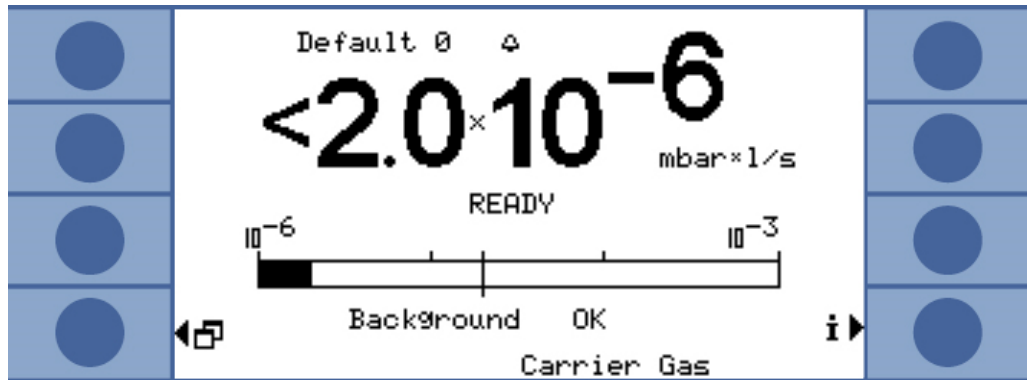 Default 0
<2.0×10⁻⁶
mbar×l/s
READY
10⁻⁶ 10⁻³
Background OK
i
Carrier Gas